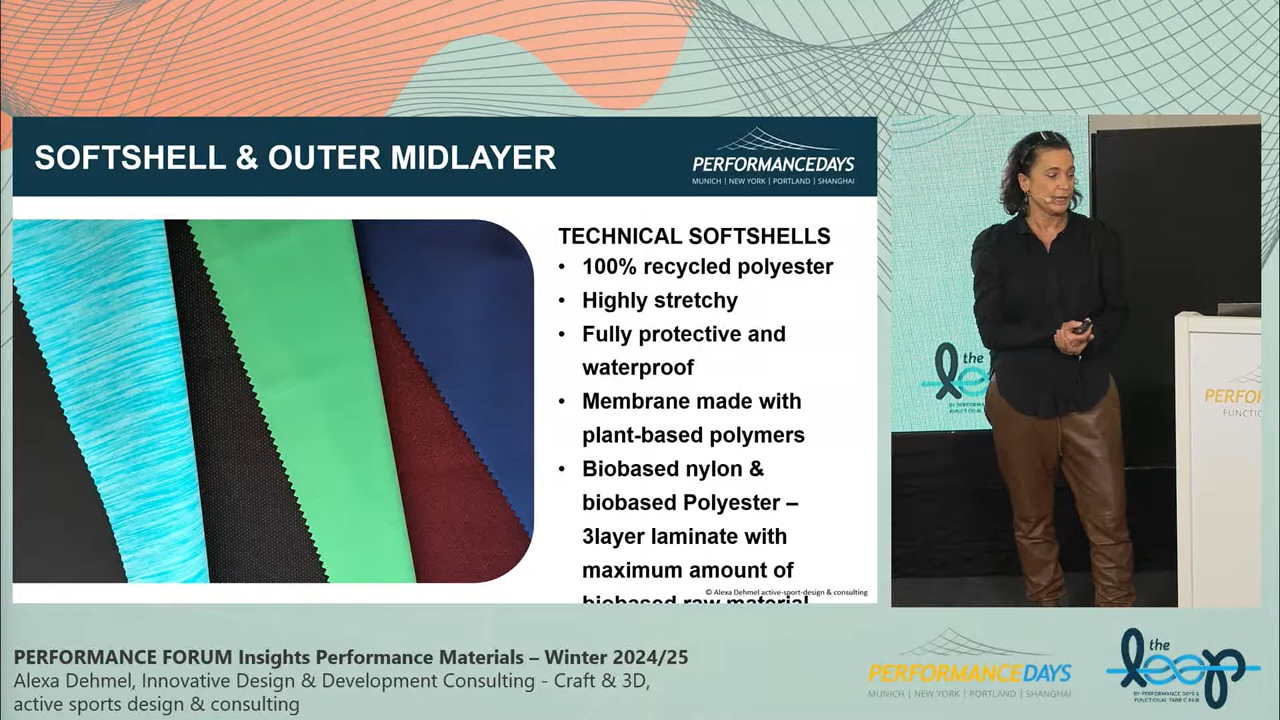 SOFTSHELL & OUTER MIDLAYER
PERFORMANCEDAYS
MUNICH | NEW YORK | PORTLAND | SHANGHAI
TECHNICAL SOFTSHELLS
• 100% recycled polyester
• Highly stretchy
• Fully protective and
waterproof
• Membrane made with
plant-based polymers
• Biobased nylon &
biobased Polyester –
3layer laminate with
maximum amount of
biobased raw material
© Alexa Dehmel active-sport-design & consulting
the
PERFOR
FUNCTIO
PERFORMANCE FORUM Insights Performance Materials – Winter 2024/25
Alexa Dehmel, Innovative Design & Development Consulting - Craft & 3D,
active sports design & consulting
PERFORMANCEDAYS
MUNICH | NEW YORK | PORTLAND | SHANGHAI
the
loop
BY PERFORMANCE DAYS &
FUNCTIONAL FABRIC FAIR